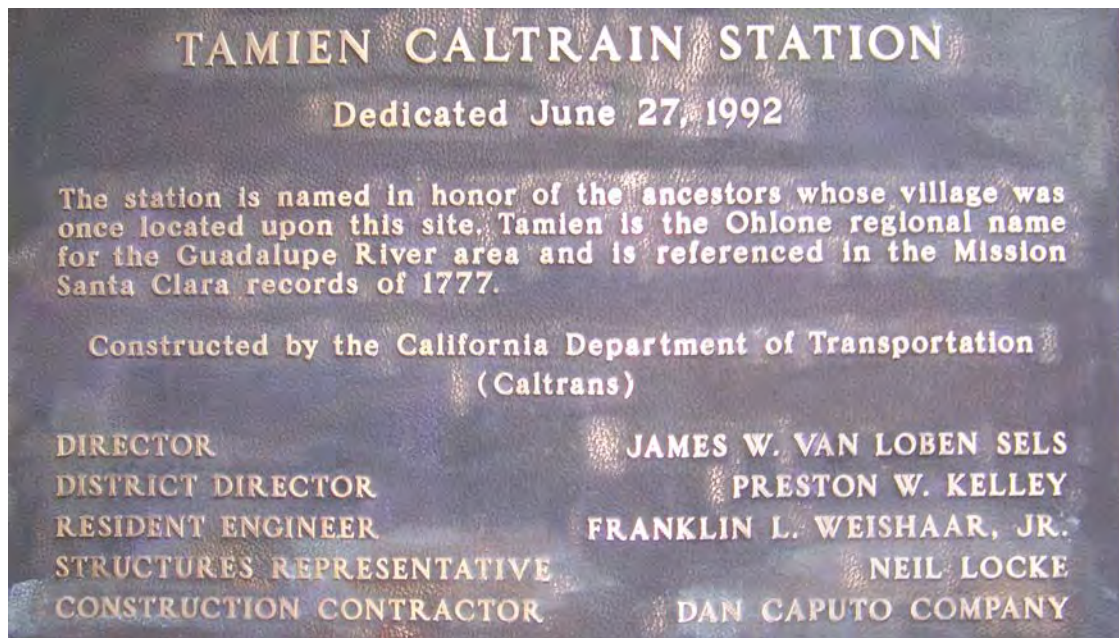 TAMIEN CALTRAIN STATION
Dedicated June 27, 1992
The station is named in honor of the ancestors whose village was
once located upon this site. Tamien is the Ohlone regional name
for the Guadalupe River area and is referenced in the Mission
Santa Clara records of 1777.
Constructed by the California Department of Transportation
(Caltrans)
DIRECTOR JAMES W. VAN LOBEN SELS
DISTRICT DIRECTOR PRESTON W. KELLEY
RESIDENT ENGINEER FRANKLIN L. WEISHAAR, JR.
STRUCTURES REPRESENTATIVE NEIL LOCKE
CONSTRUCTION CONTRACTOR DAN CAPUTO COMPANY